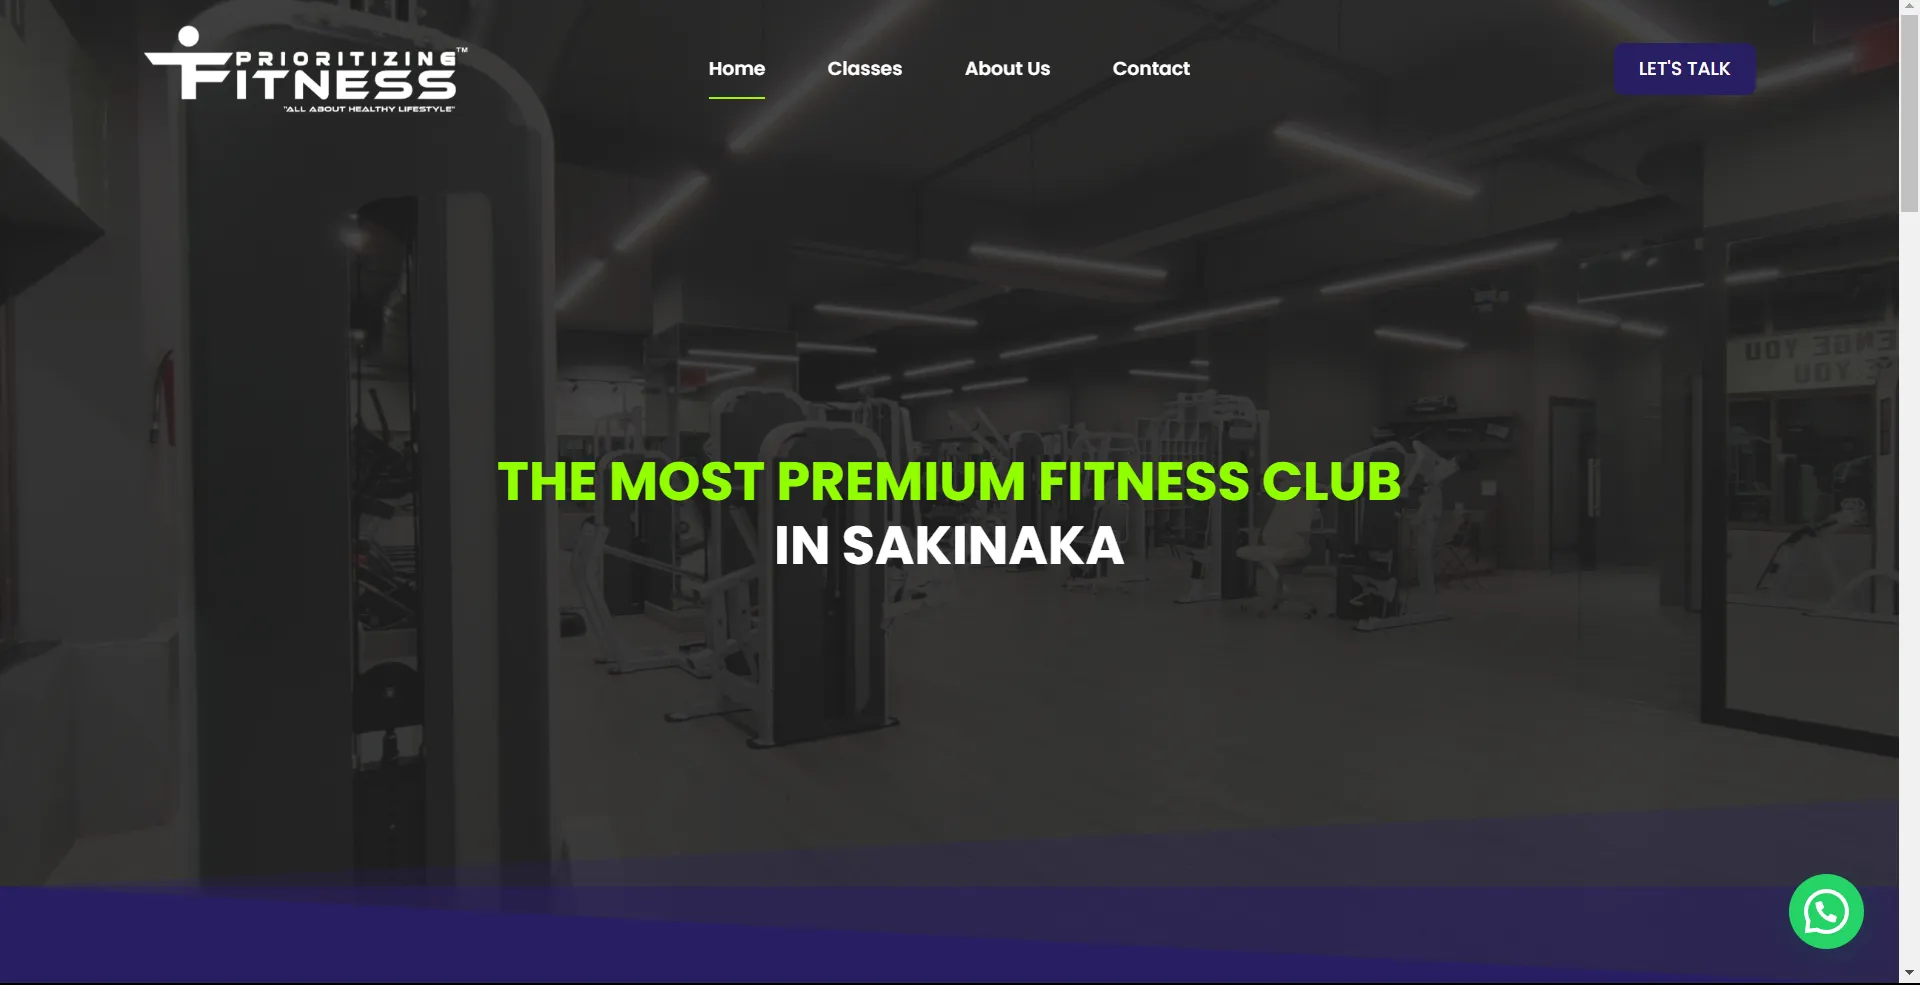 PRIORITIZING™
FITNESS
"ALL ABOUT HEALTHY LIFESTYLE"
Home
Classes
About Us
Contact
LET'S TALK
THE MOST PREMIUM FITNESS CLUB
IN SAKINAKA